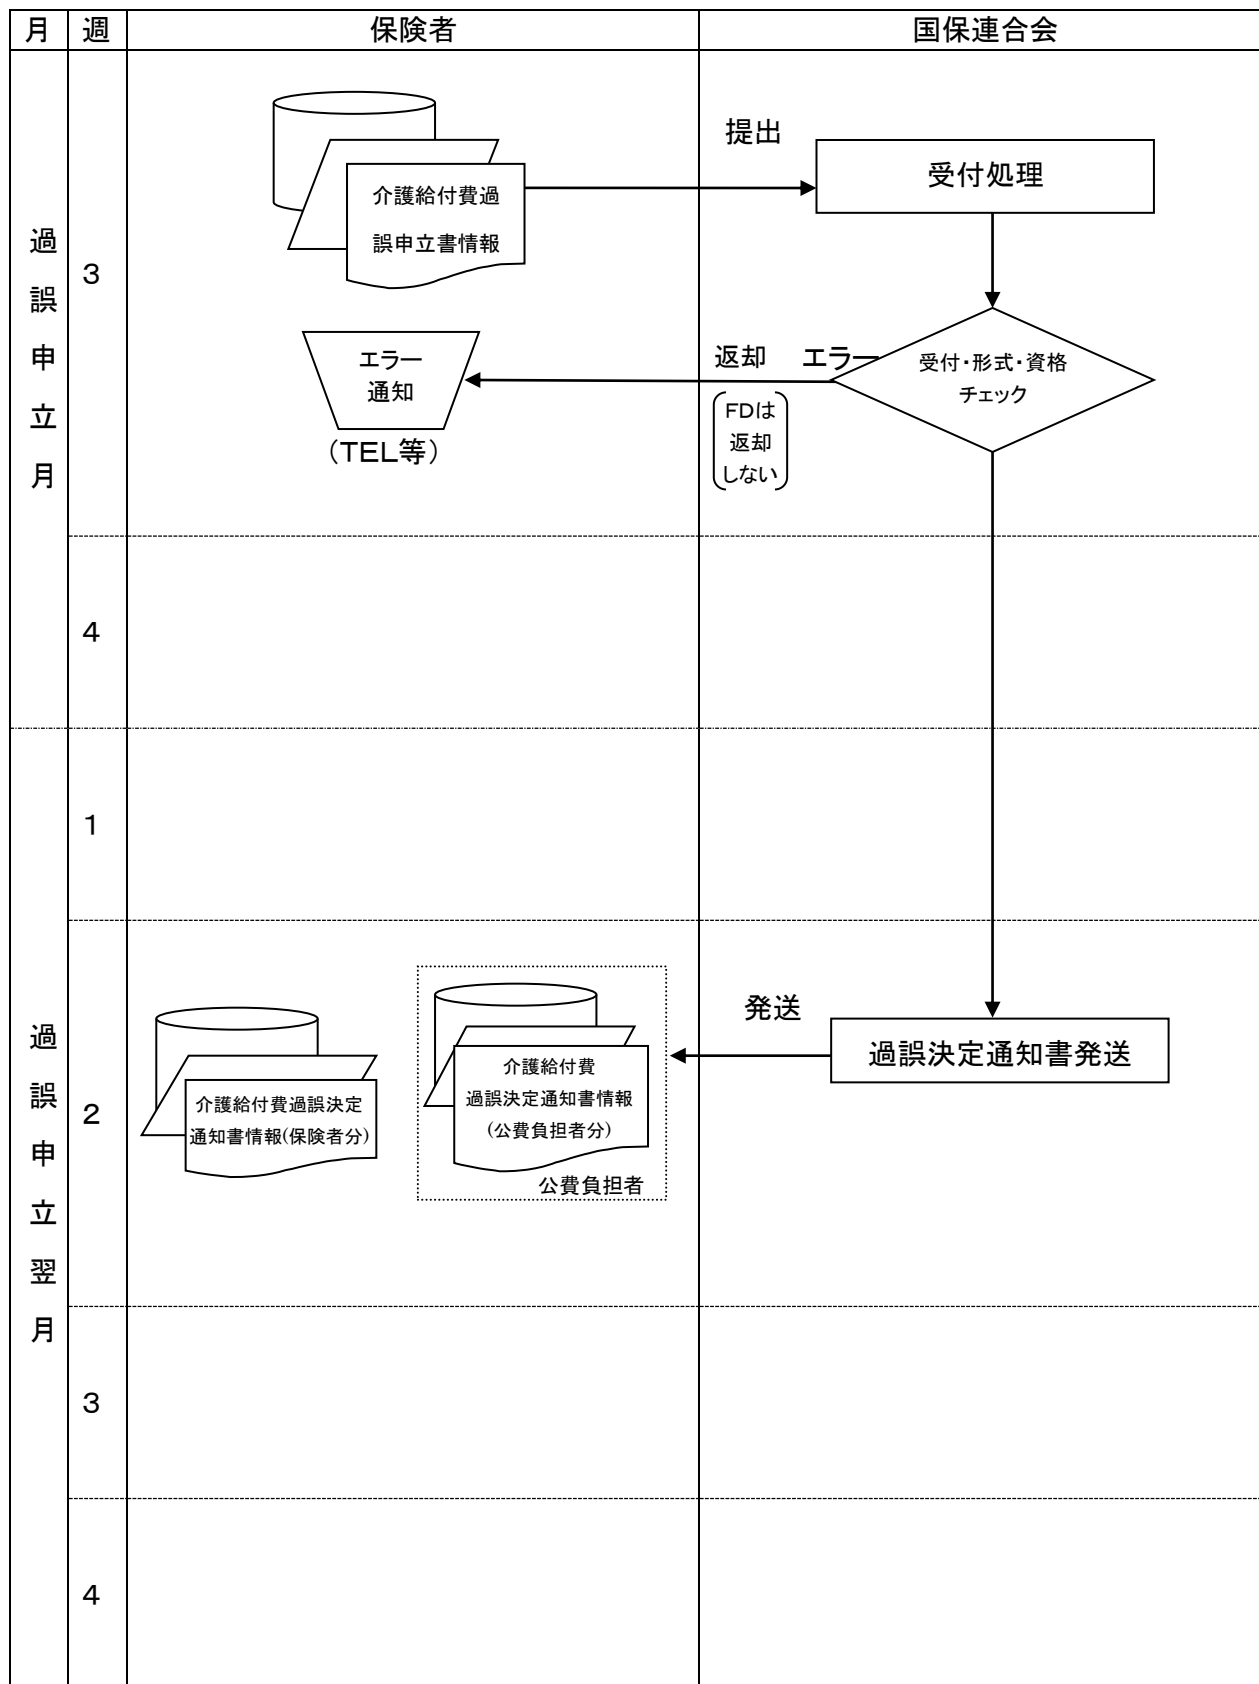 月 週 保険者 国保連合会
過誤申立月
3
介護給付費過
誤申立書情報
提出
受付処理
エラー
通知
(TEL等)
返却 エラー
FDは
返却
しない
受付・形式・資格
チェック
4
過誤申立翌月
1
2
介護給付費過誤決定
通知書情報(保険者分)
介護給付費
過誤決定通知書情報
(公費負担者分)
公費負担者
発送
過誤決定通知書発送
3
4